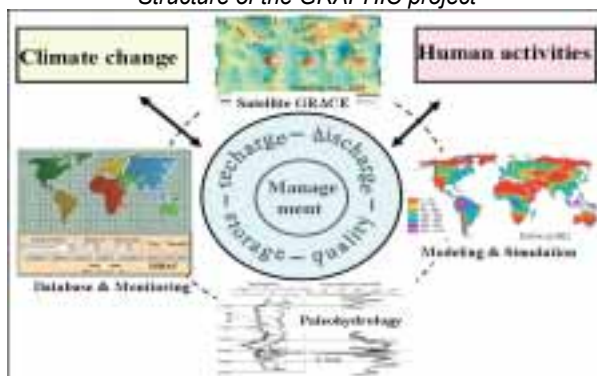 Structure of the GRAPHIC project
Climate change
Human activities
Satellite GRACE
recharge – discharge –
storage – quality –
Manage
ment
Modeling & Simulation
Database & Monitoring
Paleohydrology